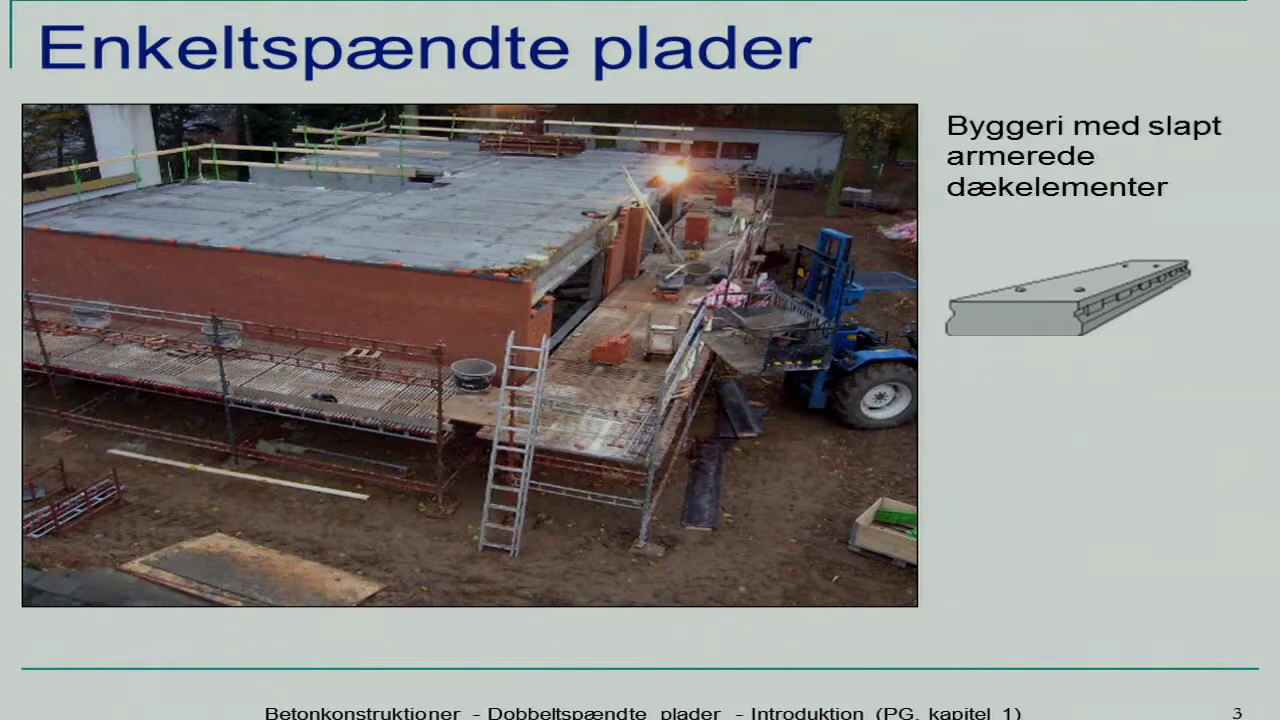 Enkeltspændte plader
Byggeri med slapt
armerede
dækelementer
Betonkonstruktioner - Dobbeltspændte plader - Introduktion (PG, kapitel 1)
3